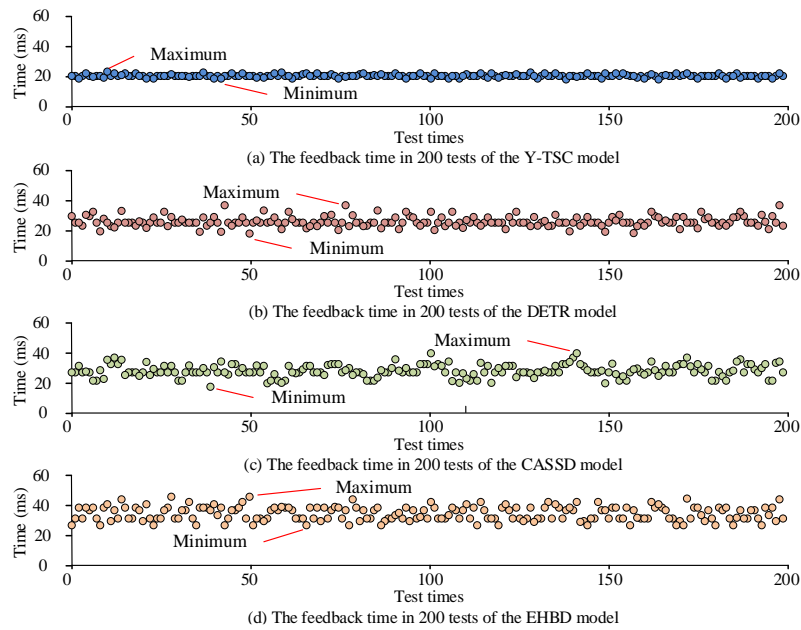 60
40
20
0
Time (ms)
Maximum
Minimum
0
50
100
150
200
Test times
(a) The feedback time in 200 tests of the Y-TSC model
60
40
20
0
Time (ms)
Maximum
Minimum
0
50
100
150
200
Test times
(b) The feedback time in 200 tests of the DETR model
60
40
20
0
Time (ms)
Maximum
Minimum
0
50
100
150
200
Test times
(c) The feedback time in 200 tests of the CASSD model
60
40
20
0
Time (ms)
Maximum
Minimum
0
50
100
150
200
Test times
(d) The feedback time in 200 tests of the EHBD model